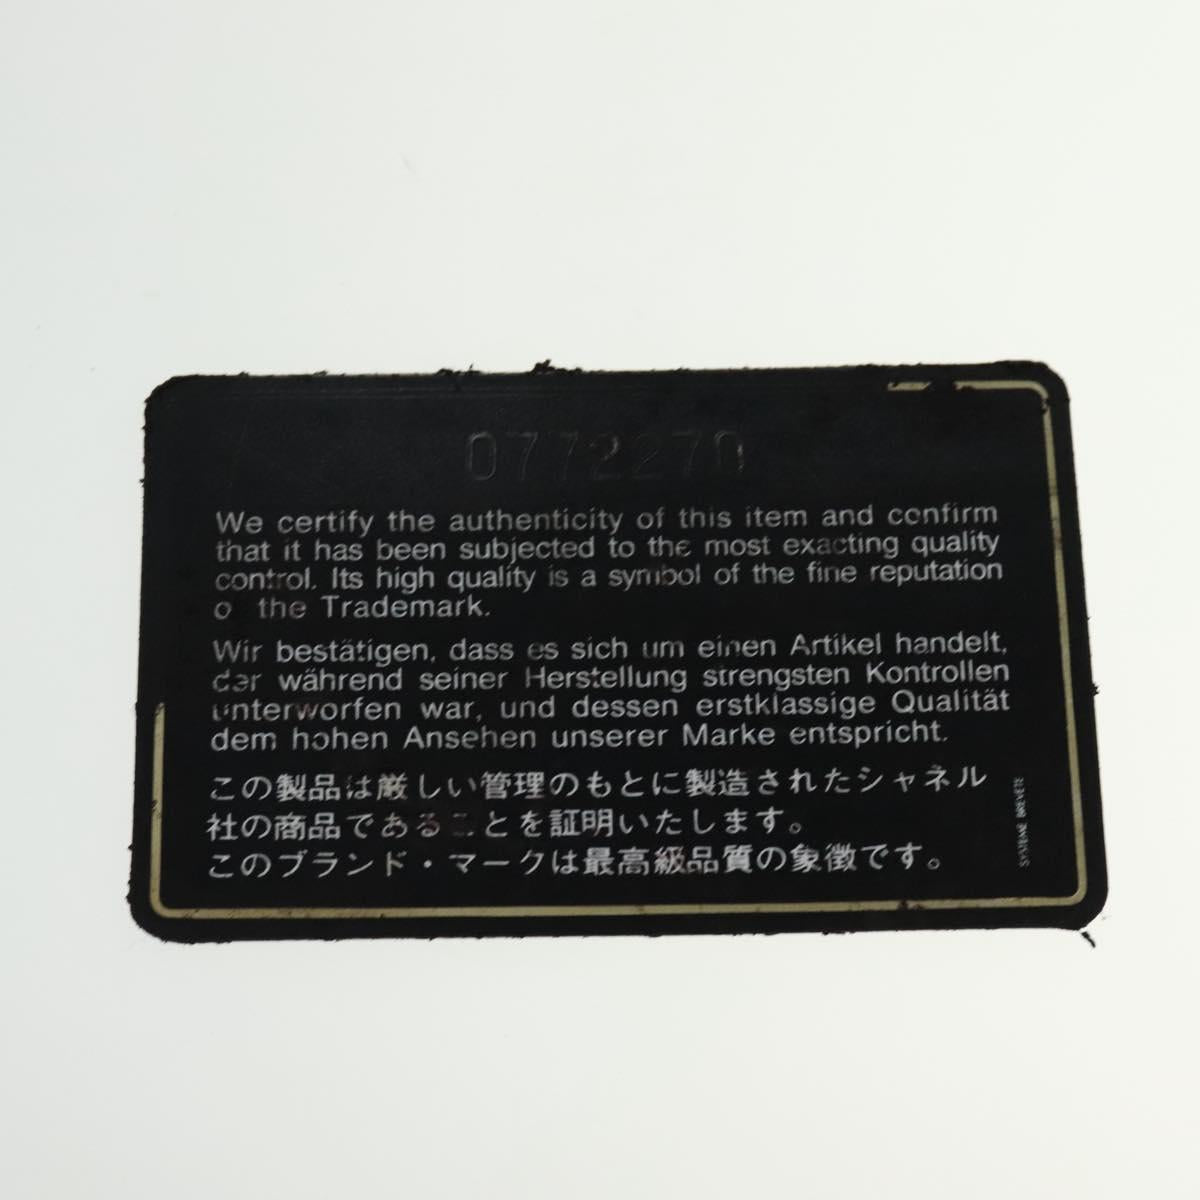 0772270
We certify the authenticity of this item and confirm
that it has been subjected to the most exacting quality
control. Its high quality is a symbol of the fine reputation
of the Trademark.
Wir bestätigen, dass es sich um einen Artikel handelt,
der während seiner Herstellung strengsten Kontrollen
unterworfen war, und dessen erstklassige Qualität
dem hohen Ansehen unserer Marke entspricht.
この製品は厳しい管理のもとに製造されたシャネル
社の商品であることを証明いたします。
このブランド・マークは最高級品質の象徴です。
SYSTEME BREVETE